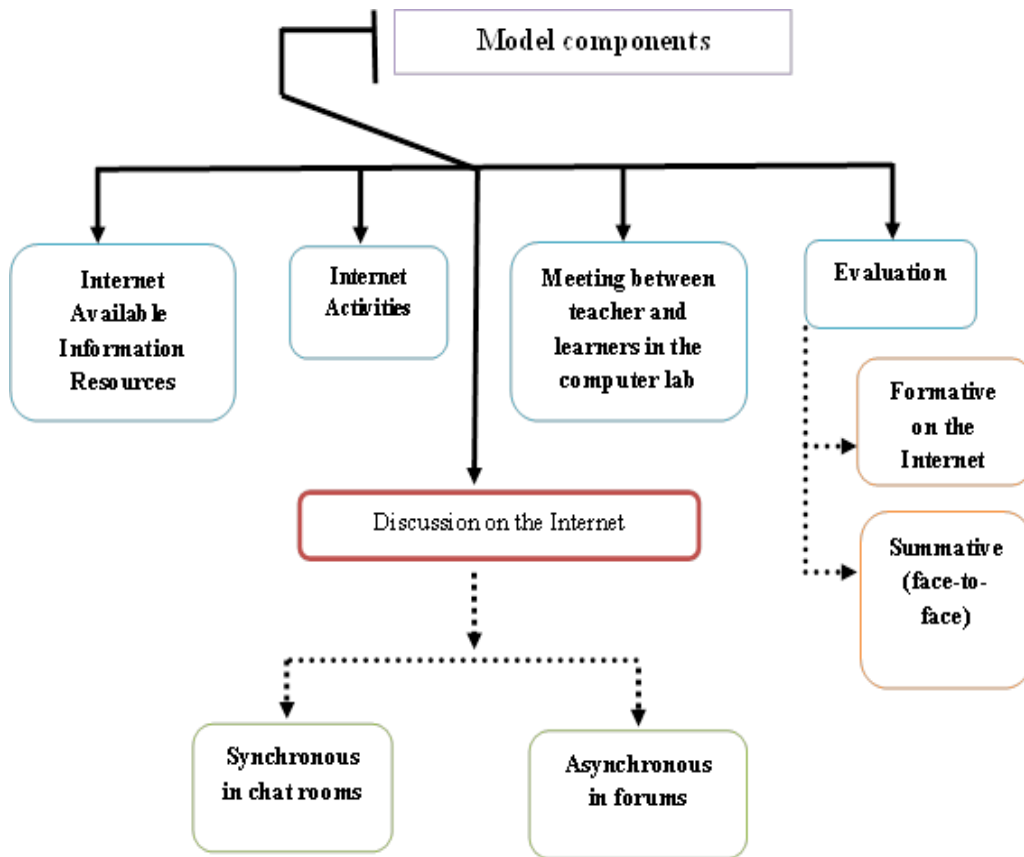 Model components
Internet
Available
Information
Resources
Internet
Activities
Meeting between
teacher and
learners in the
computer lab
Evaluation
Formative
on the
Internet
Summative
(face-to-
face)
Discussion on the Internet
Synchronous
in chat rooms
Asynchronous
in forums